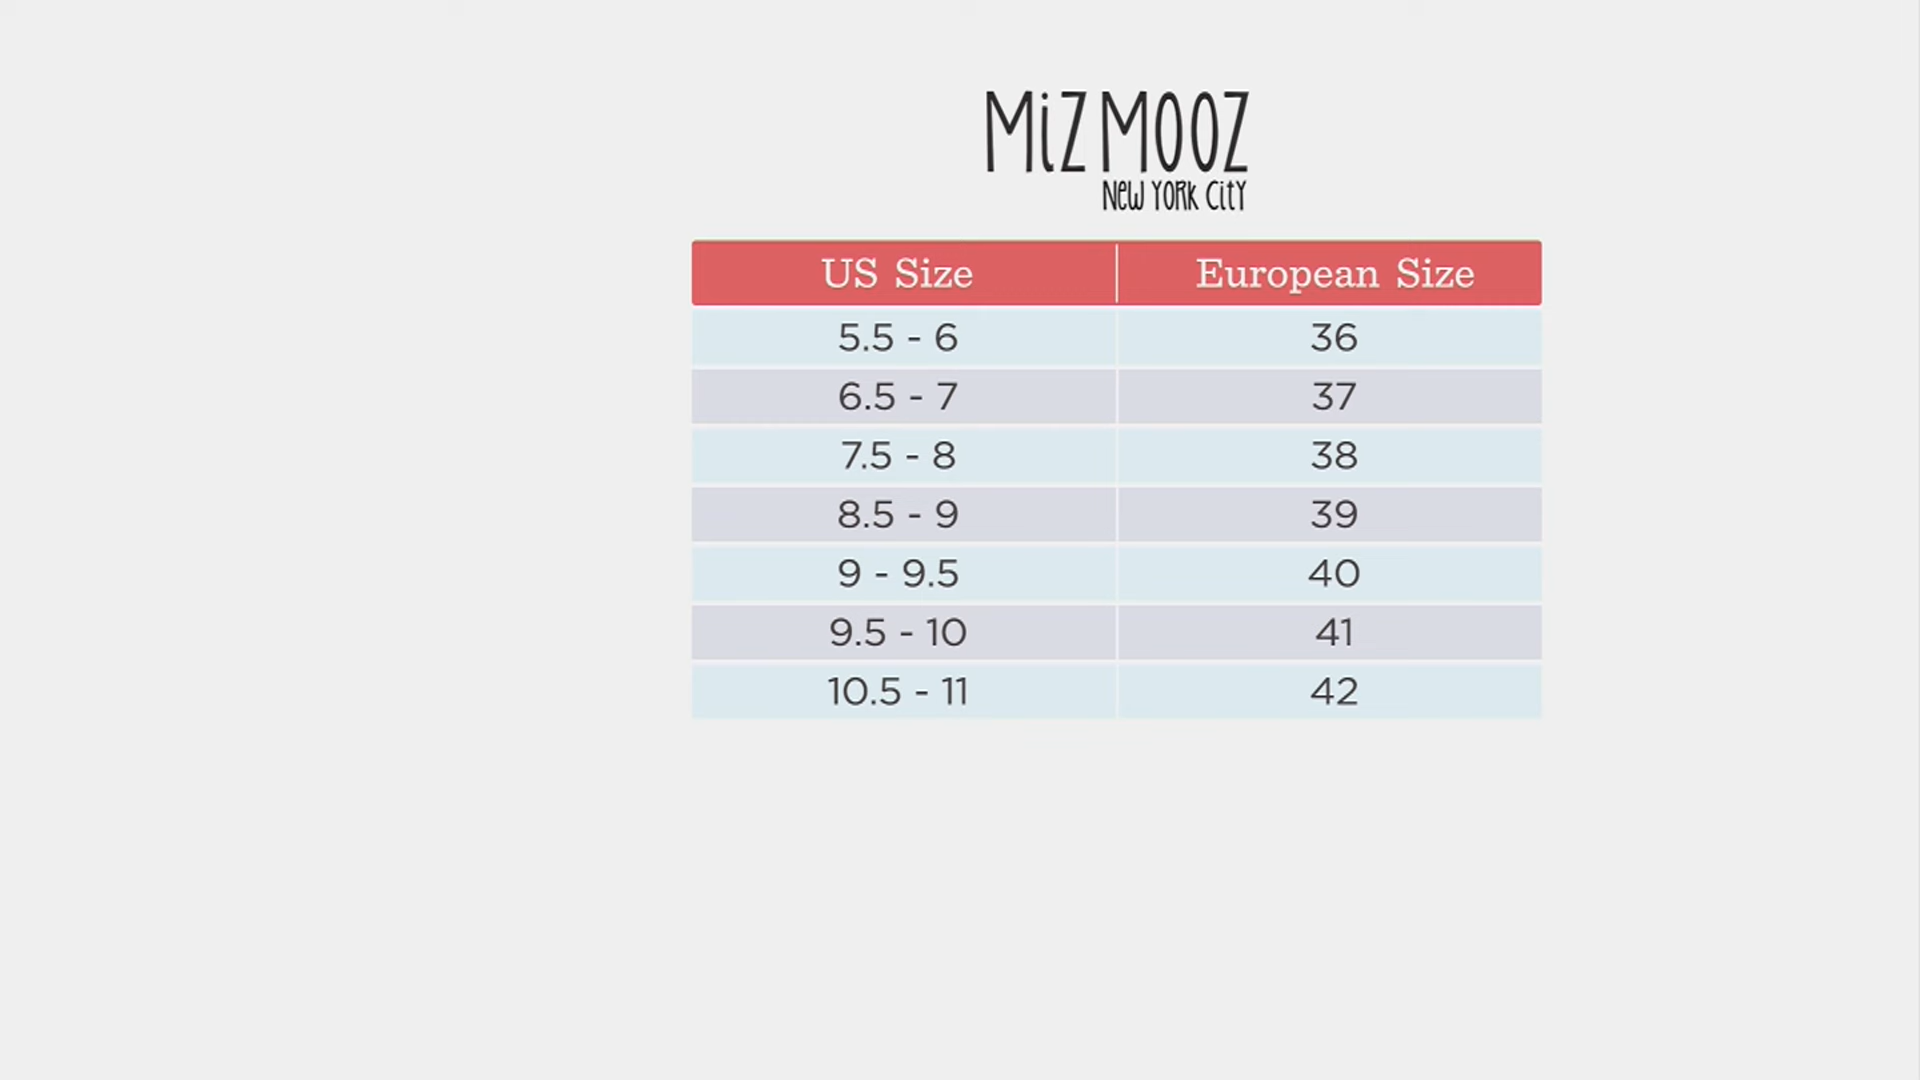 MiZ MOOZ
NEW YORK CITY
US Size European Size
5.5 - 6 36
6.5 - 7 37
7.5 - 8 38
8.5 - 9 39
9 - 9.5 40
9.5 - 10 41
10.5 - 11 42